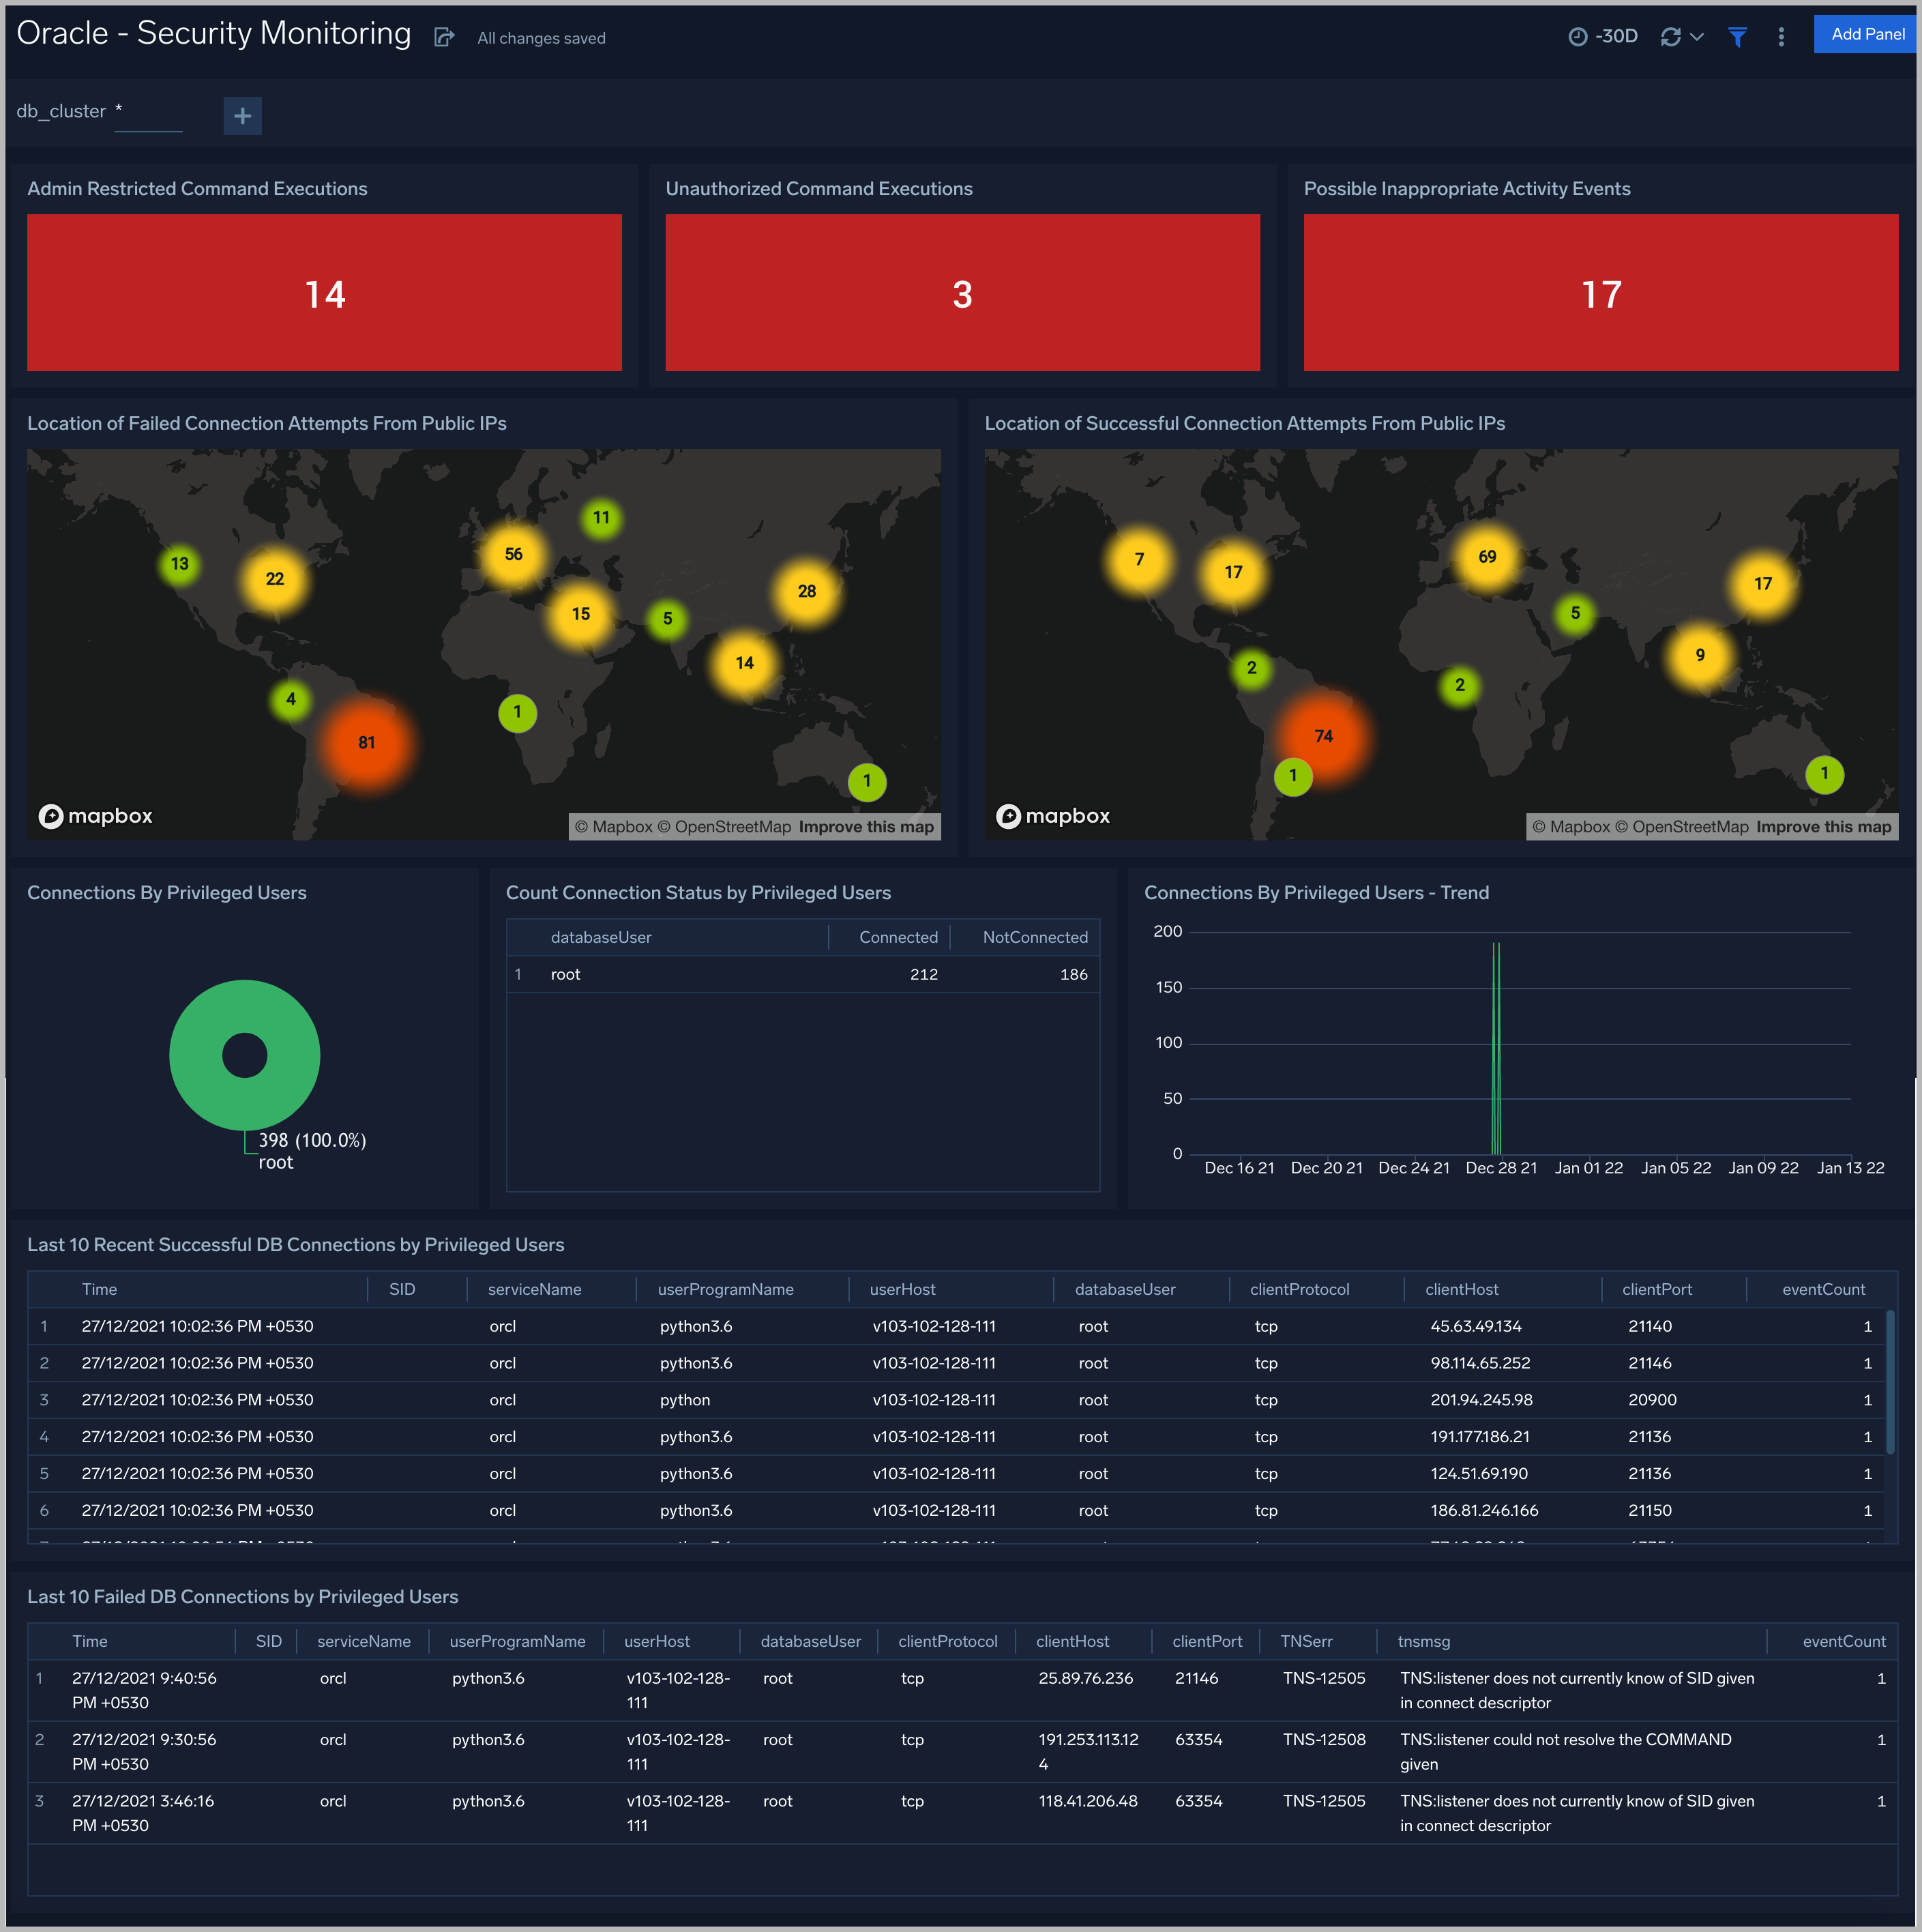 Oracle - Security Monitoring
All changes saved
-30D
Add Panel
db_cluster *
Admin Restricted Command Executions
14
Unauthorized Command Executions
3
Possible Inappropriate Activity Events
17
Location of Failed Connection Attempts From Public IPs
11
56
13
22
28
15
5
14
4
1
81
1
mapbox
© Mapbox © OpenStreetMap Improve this map
Location of Successful Connection Attempts From Public IPs
7
69
17
17
5
9
2
2
74
1
1
mapbox
© Mapbox © OpenStreetMap Improve this map
Connections By Privileged Users
398 (100.0%)
root
Count Connection Status by Privileged Users
databaseUser Connected NotConnected
1 root 212 186
Connections By Privileged Users - Trend
200
150
100
50
0
Dec 16 21 Dec 20 21 Dec 24 21 Dec 28 21 Jan 01 22 Jan 05 22 Jan 09 22 Jan 13 22
Last 10 Recent Successful DB Connections by Privileged Users
Time SID serviceName userProgramName userHost databaseUser clientProtocol clientHost clientPort eventCount
1 27/12/2021 10:02:36 PM +0530 orcl python3.6 v103-102-128-111 root tcp 45.63.49.134 21140 1
2 27/12/2021 10:02:36 PM +0530 orcl python3.6 v103-102-128-111 root tcp 98.114.65.252 21146 1
3 27/12/2021 10:02:36 PM +0530 orcl python v103-102-128-111 root tcp 201.94.245.98 20900 1
4 27/12/2021 10:02:36 PM +0530 orcl python3.6 v103-102-128-111 root tcp 191.177.186.21 21136 1
5 27/12/2021 10:02:36 PM +0530 orcl python3.6 v103-102-128-111 root tcp 124.51.69.190 21136 1
6 27/12/2021 10:02:36 PM +0530 orcl python3.6 v103-102-128-111 root tcp 186.81.246.166 21150 1
Last 10 Failed DB Connections by Privileged Users
Time SID serviceName userProgramName userHost databaseUser clientProtocol clientHost clientPort TNSerr tnsmsg eventCount
1 27/12/2021 9:40:56 orcl python3.6 v103-102-128- root tcp 25.89.76.236 21146 TNS-12505 TNS:listener does not currently know of SID given 1
PM +0530 111 in connect descriptor
2 27/12/2021 9:30:56 orcl python3.6 v103-102-128- root tcp 191.253.113.12 63354 TNS-12508 TNS:listener could not resolve the COMMAND 1
PM +0530 111 4 given
3 27/12/2021 3:46:16 orcl python3.6 v103-102-128- root tcp 118.41.206.48 63354 TNS-12505 TNS:listener does not currently know of SID given 1
PM +0530 111 in connect descriptor